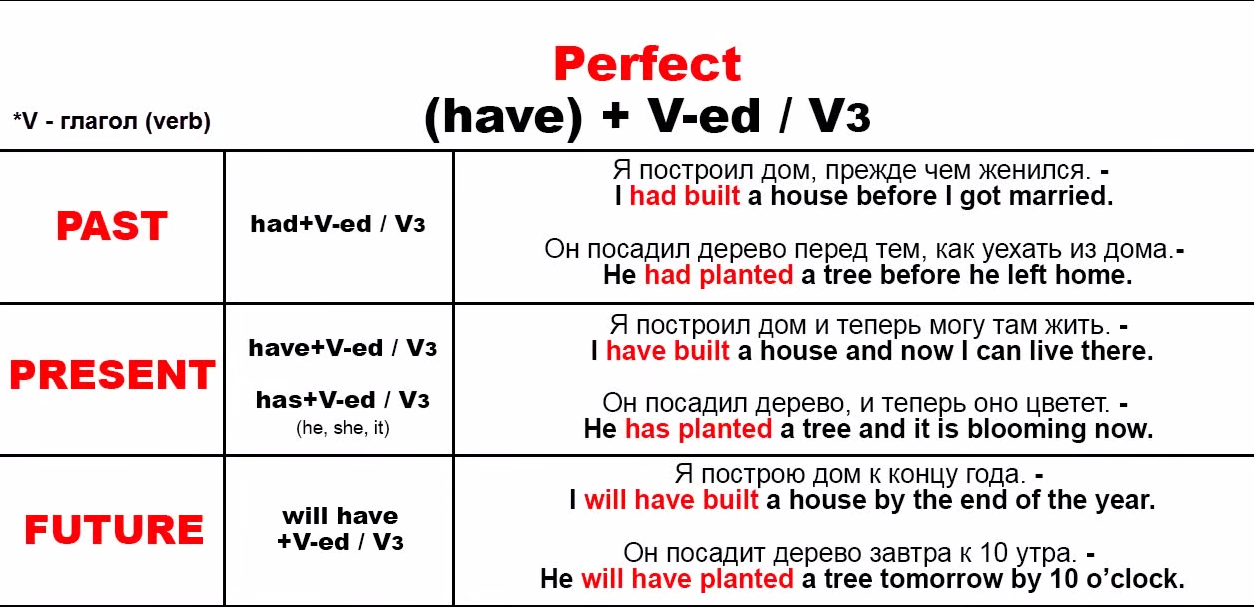 Perfect
*V - глагол (verb)
(have) + V-ed / V3
PAST
had+V-ed / V3
Я построил дом, прежде чем женился. -
I had built a house before I got married.
Он посадил дерево перед тем, как уехать из дома.-
He had planted a tree before he left home.
PRESENT
have+V-ed / V3
has+V-ed / V3
(he, she, it)
Я построил дом и теперь могу там жить. -
I have built a house and now I can live there.
Он посадил дерево, и теперь оно цветет. -
He has planted a tree and it is blooming now.
FUTURE
will have
+V-ed / V3
Я построю дом к концу года. -
I will have built a house by the end of the year.
Он посадит дерево завтра к 10 утра. -
He will have planted a tree tomorrow by 10 o’clock.